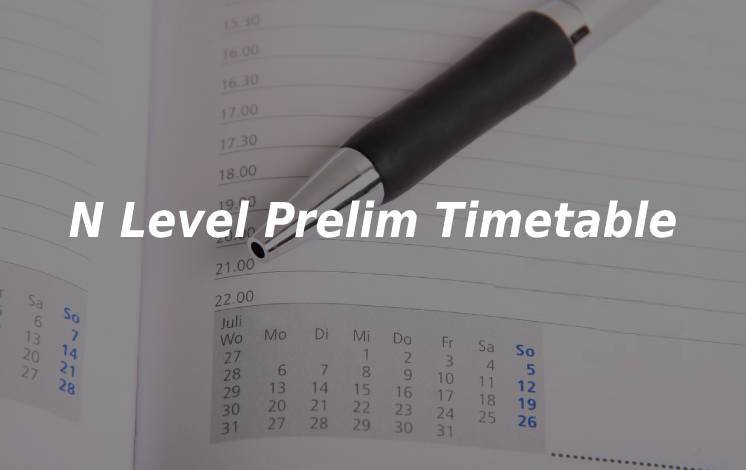 15.30
16.00
16.30
17.00
17.30
18.00
N Level Prelim Timetable
21.00
22.00
Sa So
6 7
13 14
20 21
27 28
Juli
Wo Mo Di Mi Do Fr Sa So
27 1 2 3 4 5
28 6 7 8 9 10 11 12
29 13 14 15 16 17 18 19
30 20 21 22 23 24 25 26
31 27 28 29 30 31